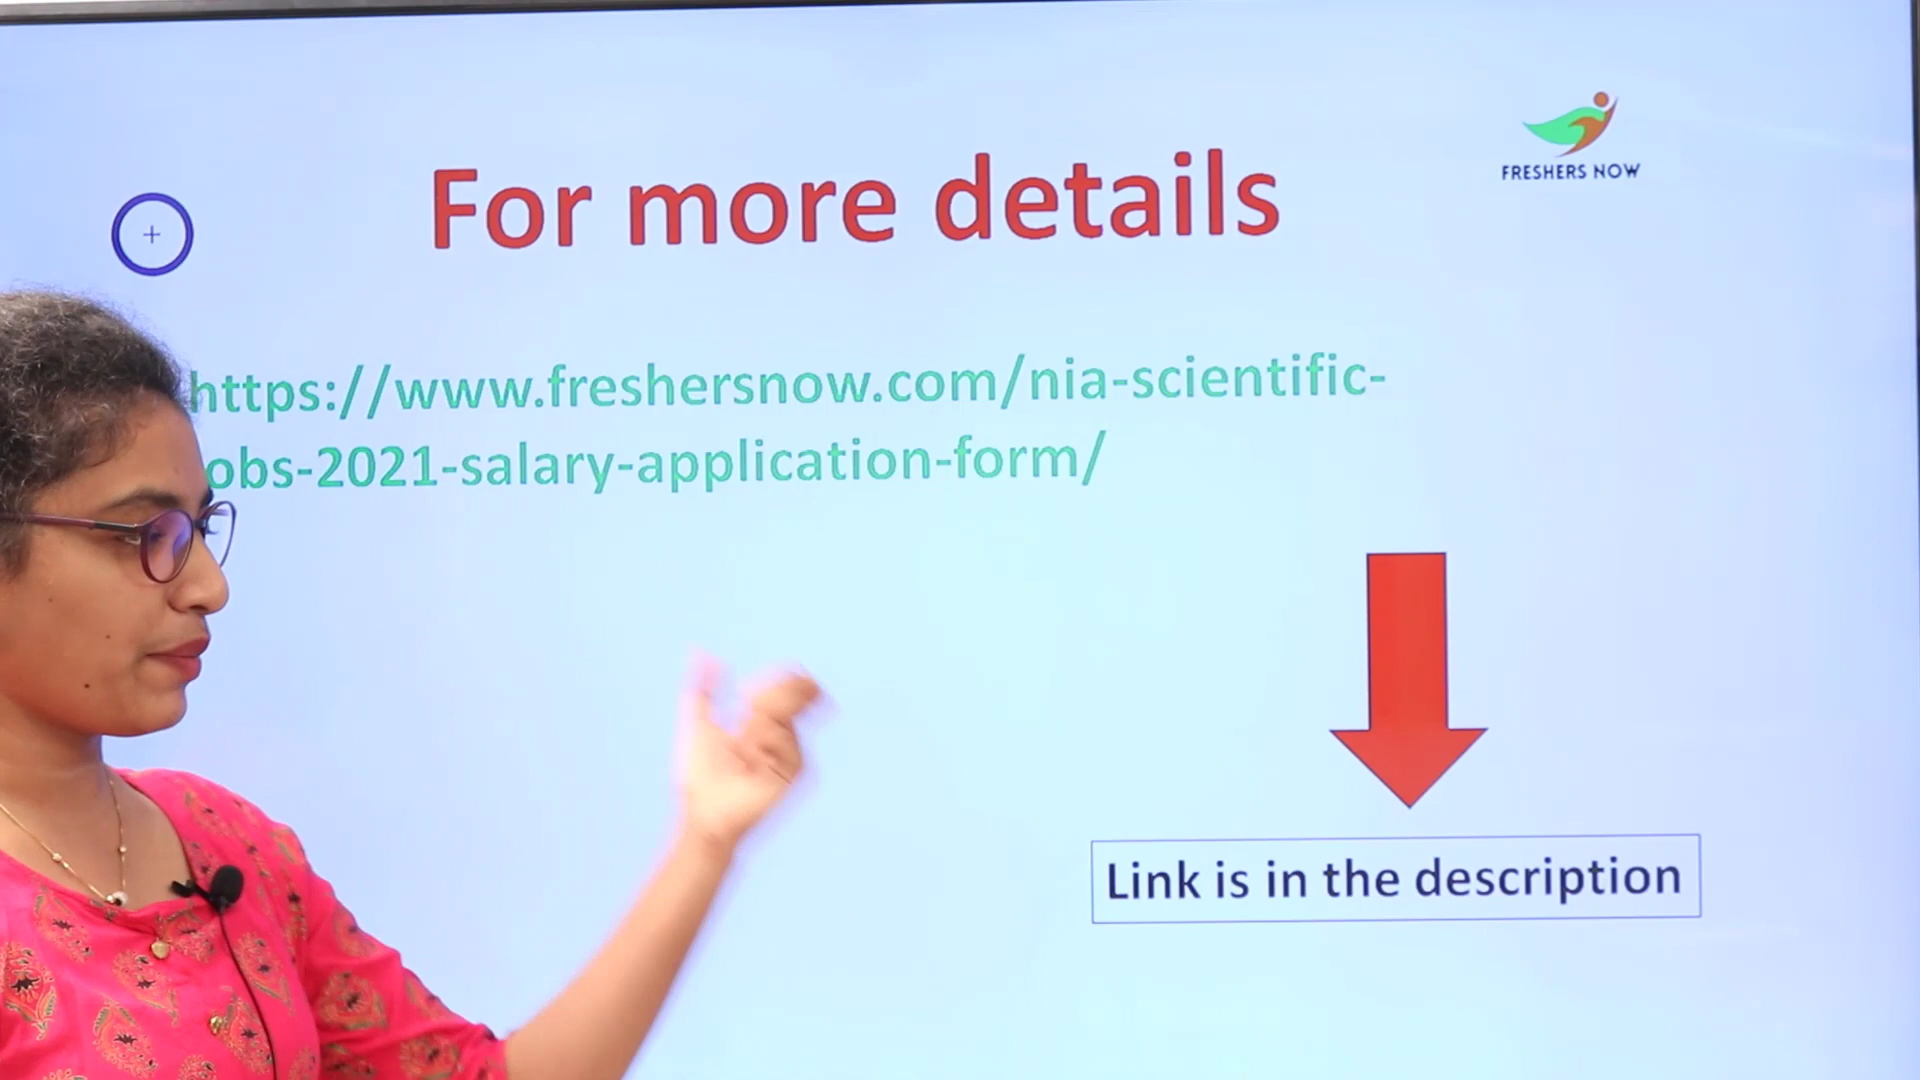 FRESHERS NOW
For more details
https://www.freshersnow.com/nia-scientific-
obs-2021-salary-application-form/
Link is in the description